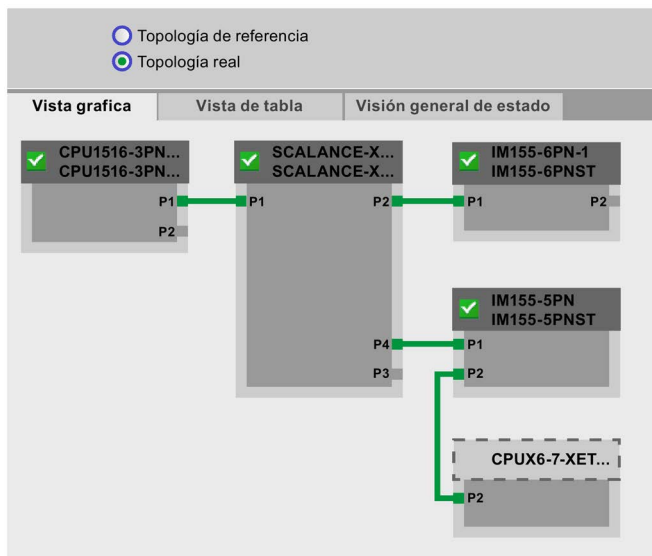 Topología de referencia
Topología real
Vista grafica
Vista de tabla
Visión general de estado
CPU1516-3PN...
CPU1516-3PN...
P1
P2
SCALANCE-X...
SCALANCE-X...
P1
P2
P4
P3
IM155-6PN-1
IM155-6PNST
P1
P2
IM155-5PN
IM155-5PNST
P1
P2
CPUX6-7-XET...
P2